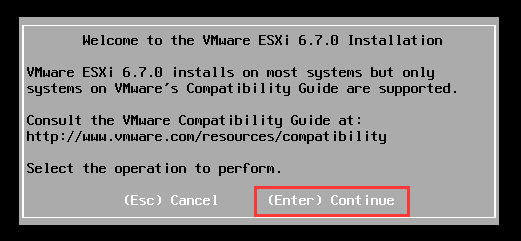 Welcome to the VMware ESXi 6.7.0 Installation
VMware ESXi 6.7.0 installs on most systems but only
systems on VMware's Compatibility Guide are supported.
Consult the VMware Compatibility Guide at:
http://www.vmware.com/resources/compatibility
Select the operation to perform.
(Esc) Cancel (Enter) Continue